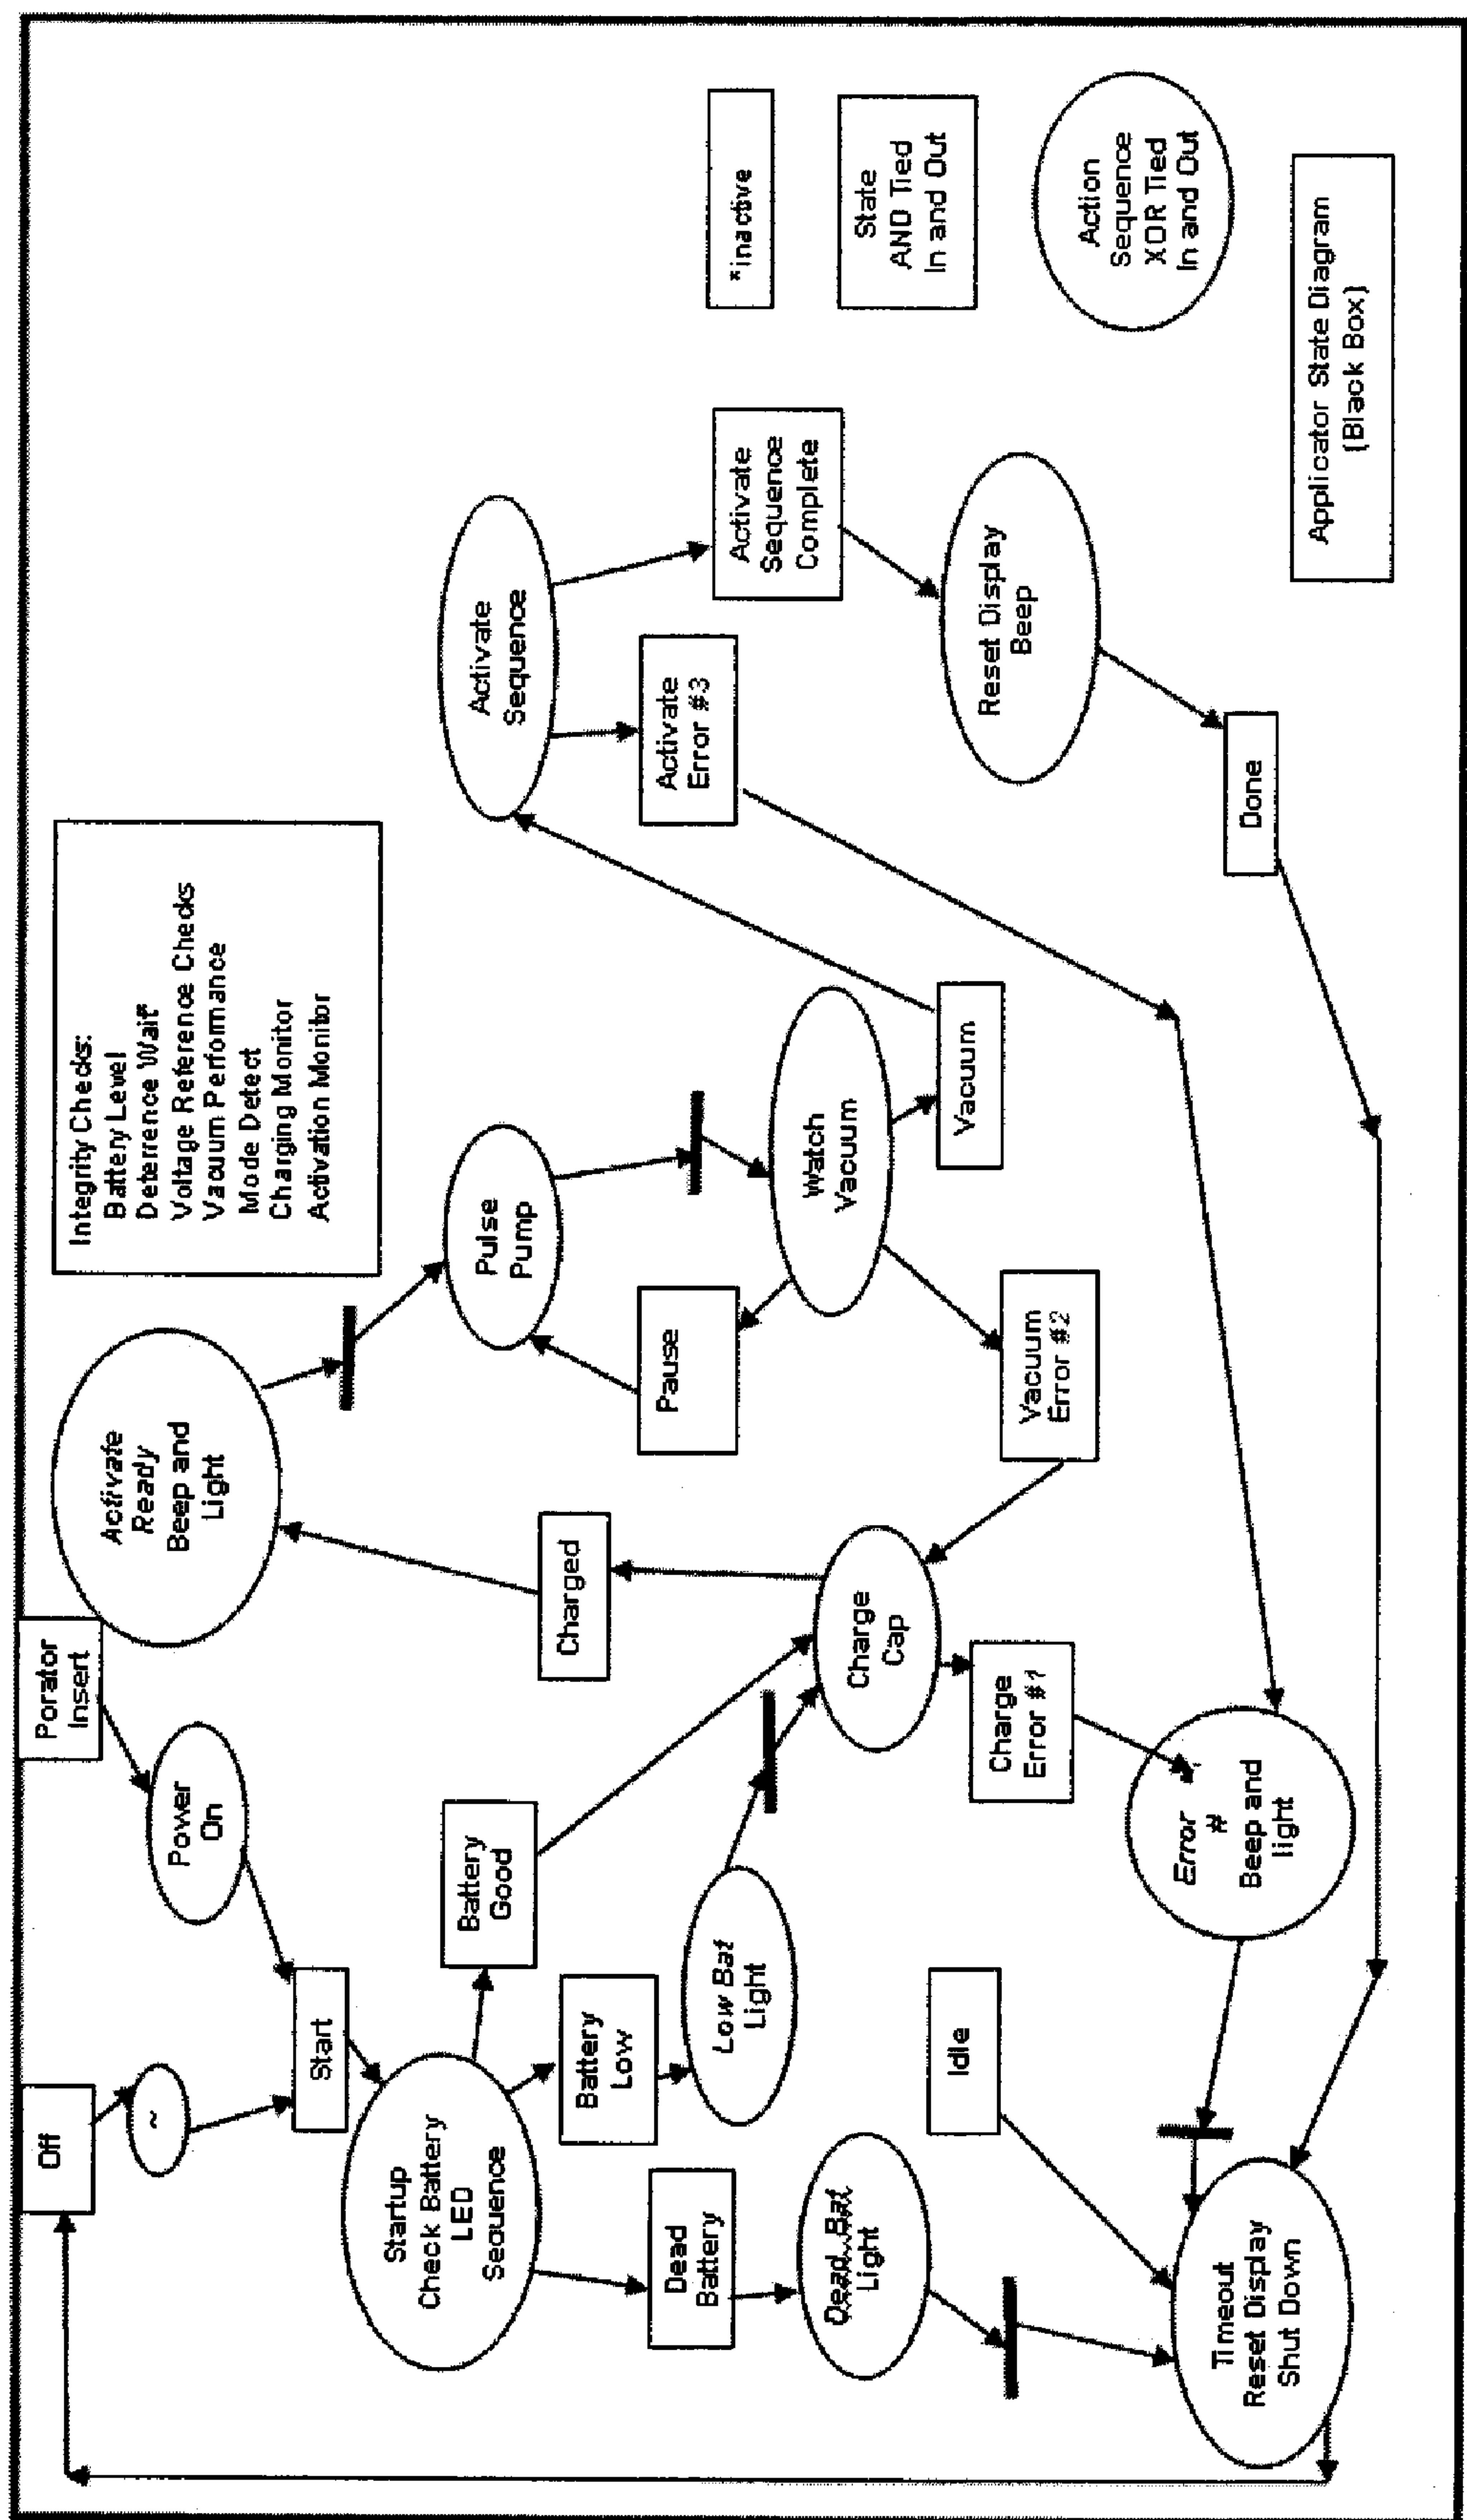 Off
~
Start
Porator
Insert
Power
On
Startup
Check Battery
LED
Sequence
Battery
Good
Battery
Low
Low Bat
Light
Dead
Battery
Dead Bat
Light
Idle
Timeout
Reset Display
Shut Down
Activate
Ready
Beep and
Light
Charged
Charge
Cap
Charge
Error #1
Error
#
Beep and
light
Integrity Checks:
Battery Level
Deterrence Wait*
Voltage Reference Checks
Vacuum Performance
Mode Detect
Charging Monitor
Activation Monitor
Pulse
Pump
Pause
Watch
Vacuum
Vacuum
Vacuum
Error #2
Activate
Sequence
Activate
Error #3
Activate
Sequence
Complete
Reset Display
Beep
Done
*inactive
State
AND Tied
In and Out
Action
Sequence
XOR Tied
In and Out
Applicator State Diagram
(Black Box)